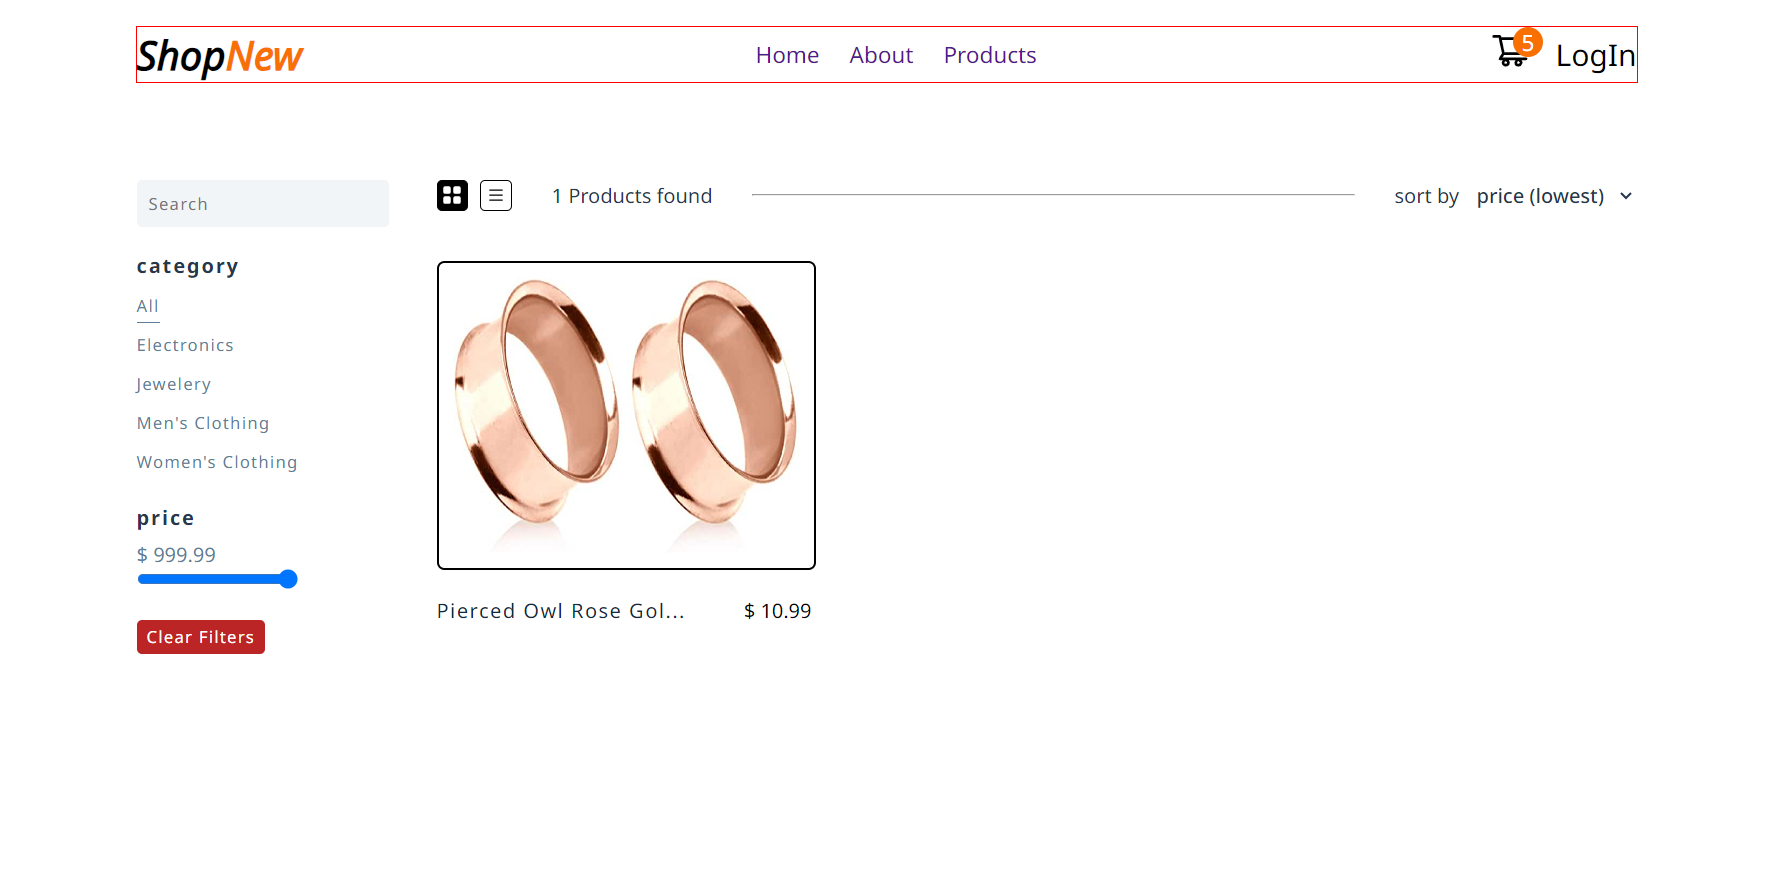 ShopNew
Home About Products
5
LogIn
Search
category
All
Electronics
Jewelery
Men's Clothing
Women's Clothing
price
$ 999.99
Clear Filters
1 Products found
sort by price (lowest)
Pierced Owl Rose Gol...
$ 10.99